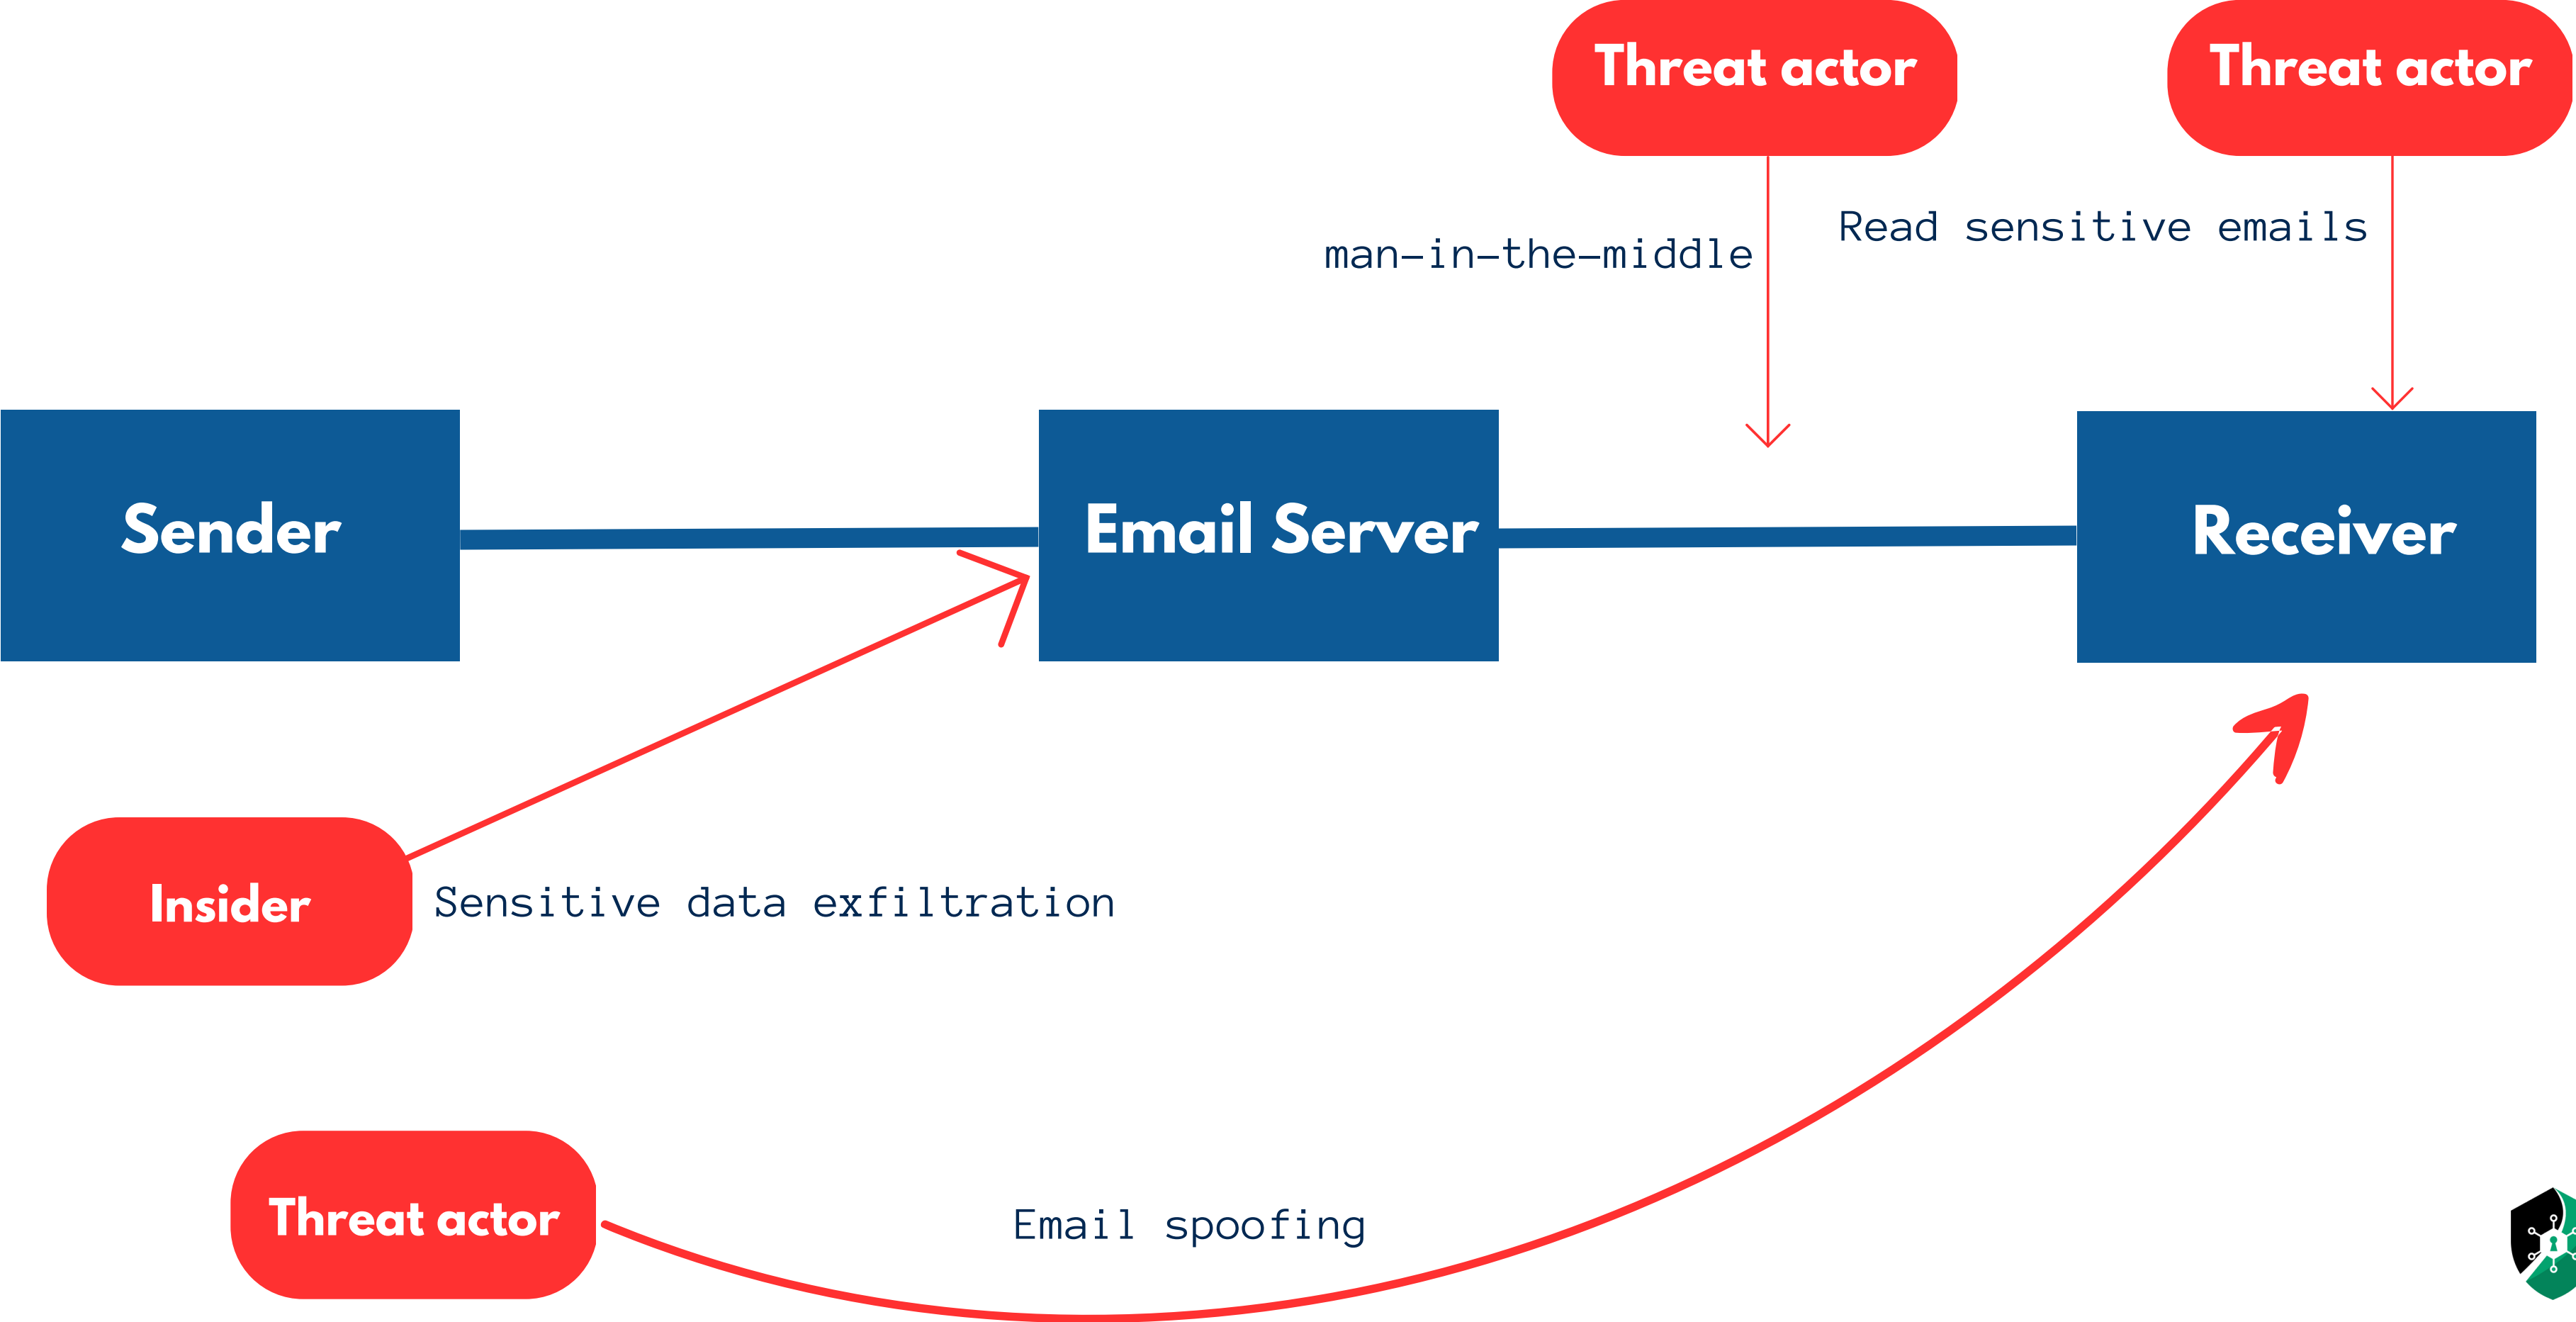 Threat actor
Threat actor
Read sensitive emails
man-in-the-middle
Sender
Email Server
Receiver
Insider
Sensitive data exfiltration
Threat actor
Email spoofing